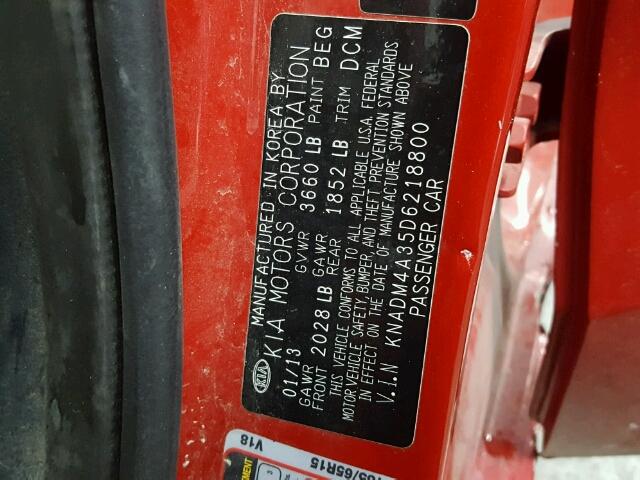 MANUFACTURED IN KOREA BY
KIA KIA MOTORS CORPORATION
01/13 GVWR 3660 LB PAINT BEG
GAWR FRONT 2028 LB GAWR REAR 1852 LB TRIM DCM
THIS VEHICLE CONFORMS TO ALL APPLICABLE U.S.A. FEDERAL
MOTOR VEHICLE SAFETY, BUMPER, AND THEFT PREVENTION STANDARDS
IN EFFECT ON THE DATE OF MANUFACTURE SHOWN ABOVE
V.I.N KNADM4A35D6218800
PASSENGER CAR
V18
/65R15